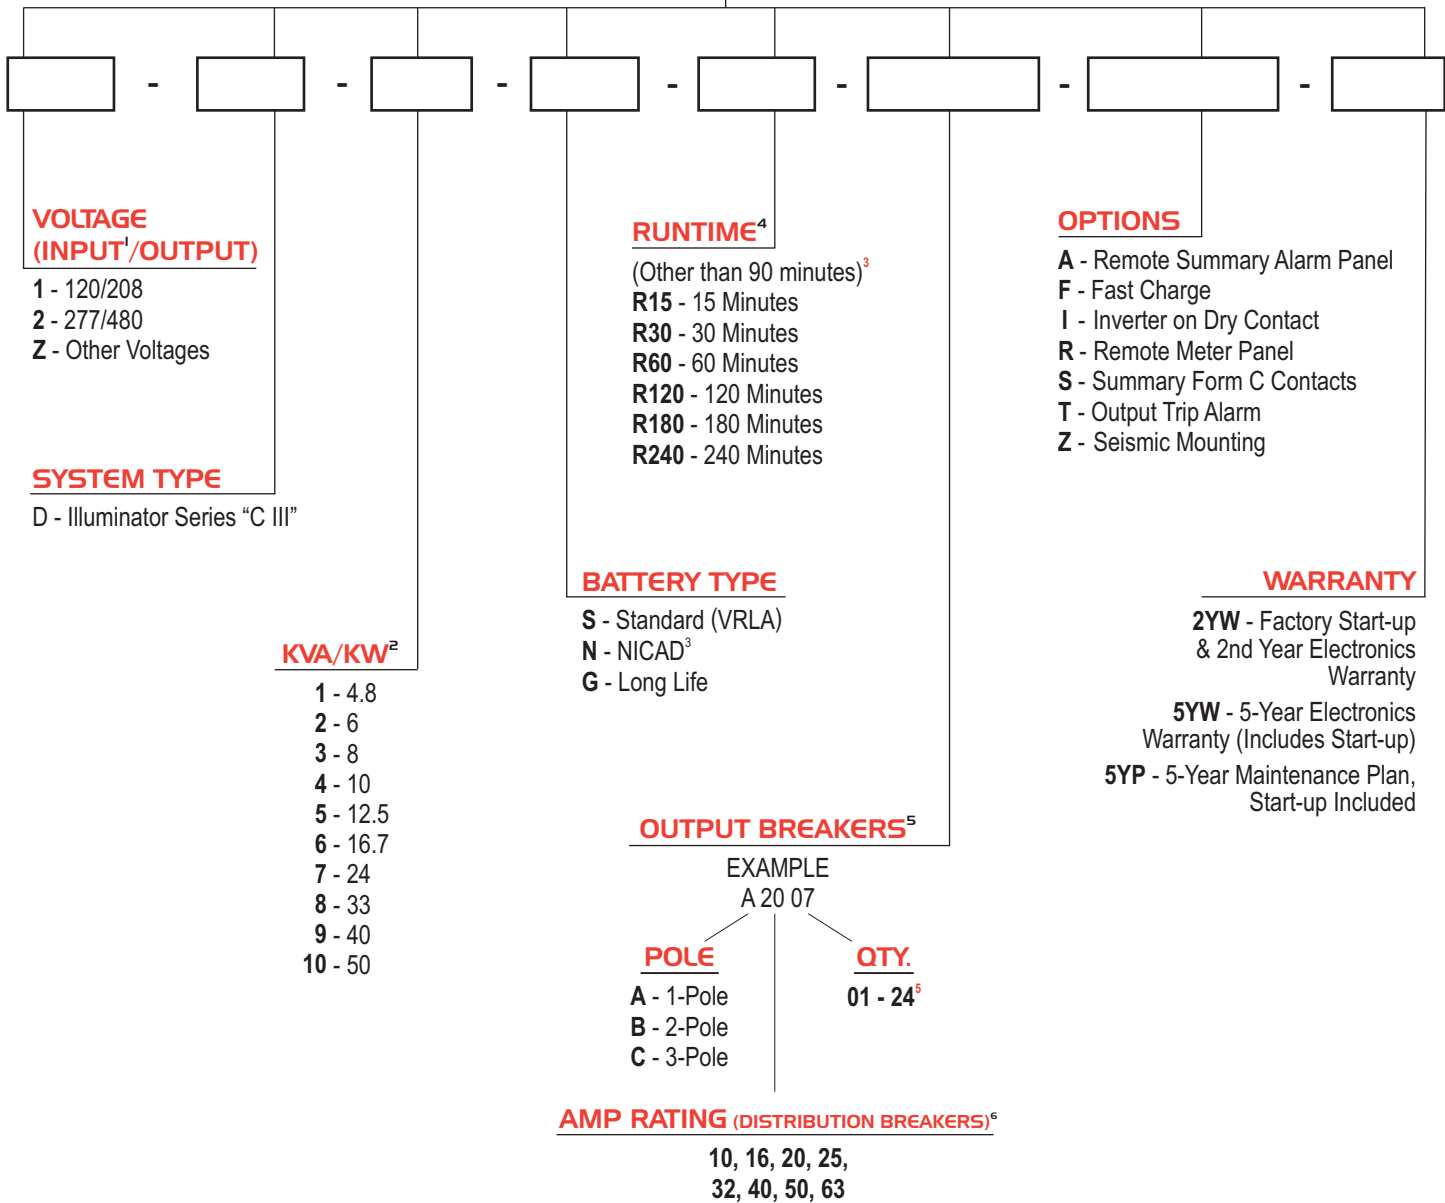 - - - - - - -
VOLTAGE
(INPUT¹/OUTPUT)
1 - 120/208
2 - 277/480
Z - Other Voltages
SYSTEM TYPE
D - Illuminator Series “C III”
KVA/KW²
1 - 4.8
2 - 6
3 - 8
4 - 10
5 - 12.5
6 - 16.7
7 - 24
8 - 33
9 - 40
10 - 50
BATTERY TYPE
S - Standard (VRLA)
N - NICAD³
G - Long Life
RUNTIME⁴
(Other than 90 minutes)³
R15 - 15 Minutes
R30 - 30 Minutes
R60 - 60 Minutes
R120 - 120 Minutes
R180 - 180 Minutes
R240 - 240 Minutes
OUTPUT BREAKERS⁵
EXAMPLE
A 20 07
POLE
A - 1-Pole
B - 2-Pole
C - 3-Pole
QTY.
01 - 24⁵
AMP RATING (DISTRIBUTION BREAKERS)⁶
10, 16, 20, 25,
32, 40, 50, 63
OPTIONS
A - Remote Summary Alarm Panel
F - Fast Charge
I - Inverter on Dry Contact
R - Remote Meter Panel
S - Summary Form C Contacts
T - Output Trip Alarm
Z - Seismic Mounting
WARRANTY
2YW - Factory Start-up
& 2nd Year Electronics
Warranty
5YW - 5-Year Electronics
Warranty (Includes Start-up)
5YP - 5-Year Maintenance Plan,
Start-up Included